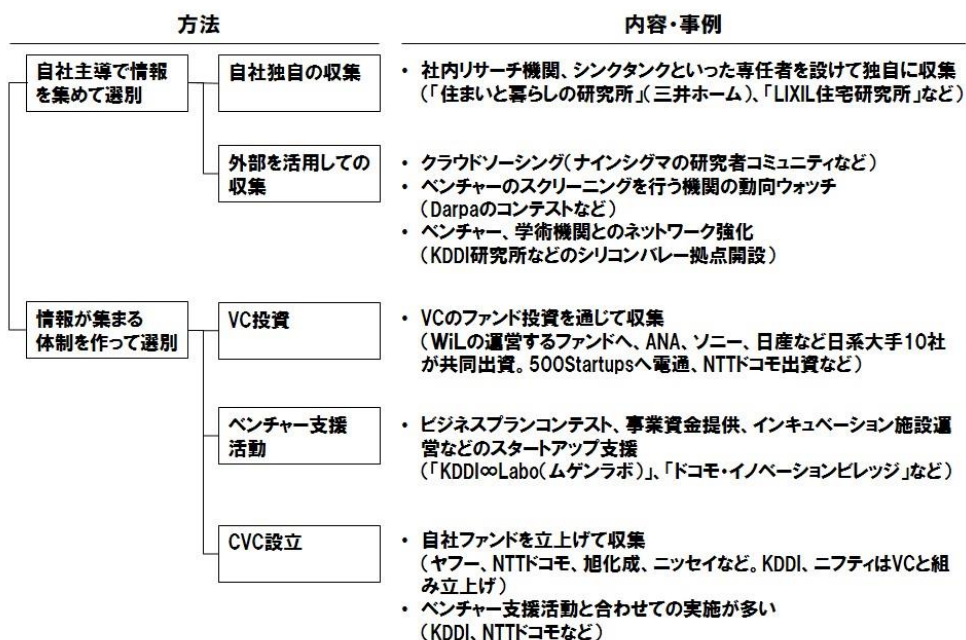 方法
内容・事例
自社主導で情報
を集めて選別
自社独自の収集
• 社内リサーチ機関、シンクタンクといった専任者を設けて独自に収集
（「住まいと暮らしの研究所」（三井ホーム）、「LIXIL住宅研究所」など）
外部を活用しての
収集
• クラウドソーシング（ナインシグマの研究者コミュニティなど）
• ベンチャーのスクリーニングを行う機関の動向ウォッチ
（Darpaのコンテストなど）
• ベンチャー、学術機関とのネットワーク強化
（KDDI研究所などのシリコンバレー拠点開設）
情報が集まる
体制を作って選別
VC投資
• VCのファンド投資を通じて収集
（WiLの運営するファンドへ、ANA、ソニー、日産など日系大手10社
が共同出資。500Startupsへ電通、NTTドコモ出資など）
ベンチャー支援
活動
• ビジネスプランコンテスト、事業資金提供、インキュベーション施設運
営などのスタートアップ支援
（「KDDI∞Labo（ムゲンラボ）」、「ドコモ・イノベーションビレッジ」など）
CVC設立
• 自社ファンドを立上げて収集
（ヤフー、NTTドコモ、旭化成、ニッセイなど。KDDI、ニフティはVCと組
み立上げ）
• ベンチャー支援活動と合わせての実施が多い
（KDDI、NTTドコモなど）